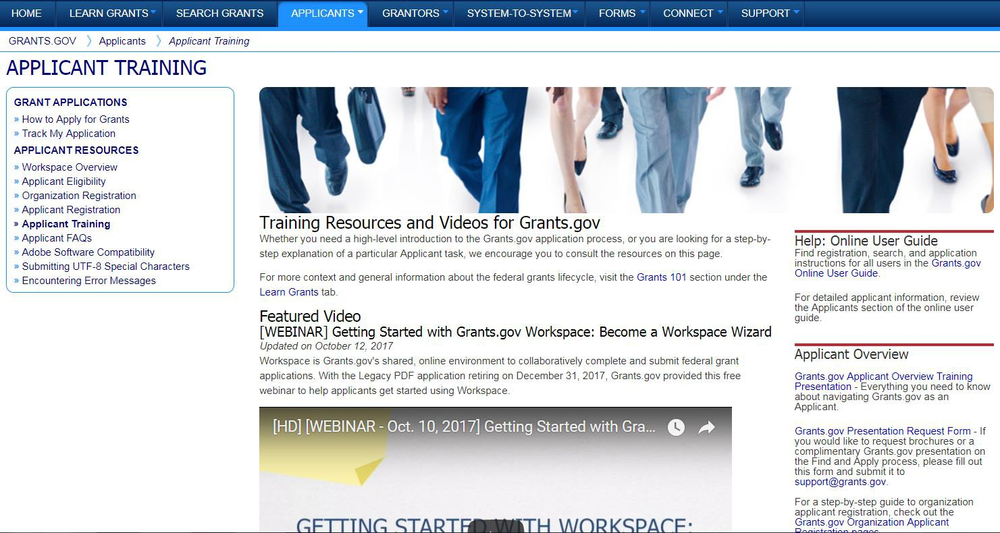 HOME
LEARN GRANTS
SEARCH GRANTS
APPLICANTS
GRANTORS
SYSTEM-TO-SYSTEM
FORMS
CONNECT
SUPPORT
GRANTS.GOV 〉 Applicants 〉 Applicant Training
APPLICANT TRAINING
GRANT APPLICATIONS
» How to Apply for Grants
» Track My Application
APPLICANT RESOURCES
» Workspace Overview
» Applicant Eligibility
» Organization Registration
» Applicant Registration
» Applicant Training
» Applicant FAQs
» Adobe Software Compatibility
» Submitting UTF-8 Special Characters
» Encountering Error Messages
Training Resources and Videos for Grants.gov
Whether you need a high-level introduction to the Grants.gov application process, or you are looking for a step-by-
step explanation of a particular Applicant task, we encourage you to consult the resources on this page.
For more context and general information about the federal grants lifecycle, visit the Grants 101 section under the
Learn Grants tab.
Featured Video
[WEBINAR] Getting Started with Grants.gov Workspace: Become a Workspace Wizard
Updated on October 12, 2017
Workspace is Grants.gov's shared, online environment to collaboratively complete and submit federal grant
applications. With the Legacy PDF application retiring on December 31, 2017, Grants.gov provided this free
webinar to help applicants get started using Workspace.
[HD] [WEBINAR - Oct. 10, 2017] Getting Started with Gra...
GETTING STARTED WITH WORKSPACE:
Help: Online User Guide
Find registration, search, and application
instructions for all users in the Grants.gov
Online User Guide.
For detailed applicant information, review
the Applicants section of the online user
guide.
Applicant Overview
Grants.gov Applicant Overview Training
Presentation - Everything you need to know
about navigating Grants.gov as an
Applicant.
Grants.gov Presentation Request Form - If
you would like to request brochures or a
complimentary Grants.gov presentation on
the Find and Apply process, please fill out
this form and submit it to
support@grants.gov.
For a step-by-step guide to organization
applicant registration, check out the
Grants.gov Organization Applicant
Registration pages